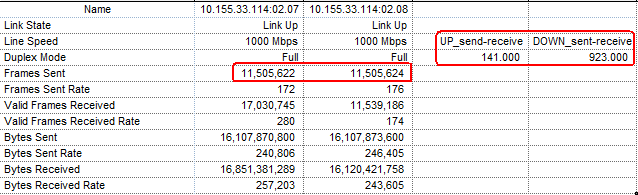 Name 10.155.33.114:02.07 10.155.33.114:02.08
Link State Link Up Link Up
Line Speed 1000 Mbps 1000 Mbps UP_send-receive DOWN_sent-receive
Duplex Mode Full Full 141.000 923.000
Frames Sent 11,505,622 11,505,624
Frames Sent Rate 172 176
Valid Frames Received 17,030,745 11,539,186
Valid Frames Received Rate 280 174
Bytes Sent 16,107,870,800 16,107,873,600
Bytes Sent Rate 240,806 246,405
Bytes Received 16,851,381,289 16,120,421,758
Bytes Received Rate 257,203 243,605